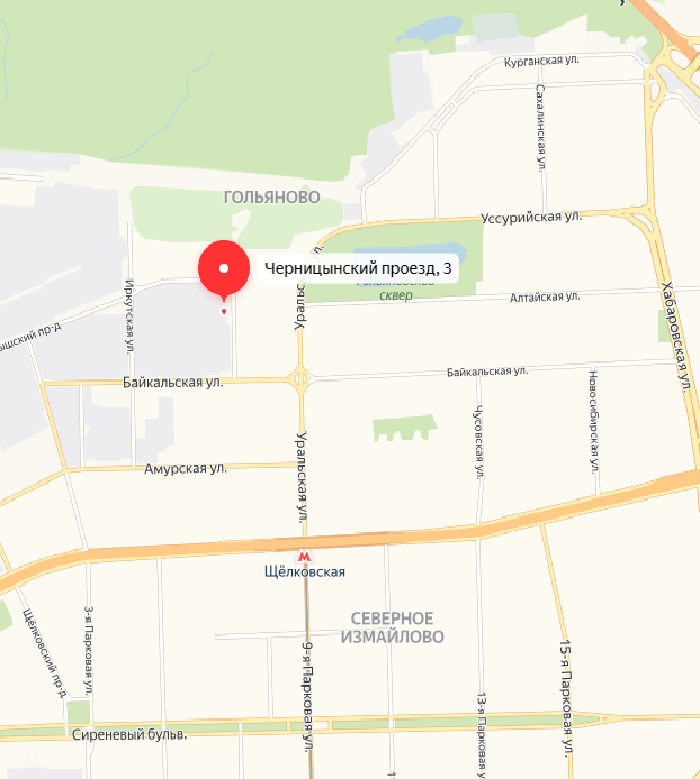 Курганская ул.
Сахалинская ул.
ГОЛЬЯНОВО
Уссурийская ул.
Черницынский проезд, 3
сквер
Алтайская ул.
Хабаровская ул.
Иркутская ул.
пр-д
Байкальская ул.
Байкальская ул.
Чусовская ул.
Новосибирская ул.
Уральская ул.
Амурская ул.
Щёлковская
СЕВЕРНОЕ
ИЗМАЙЛОВО
Щёлковский пр-д
3-я Парковая ул.
9-я Парковая ул.
13-я Парковая ул.
15-я Парковая ул.
Сиреневый бульв.